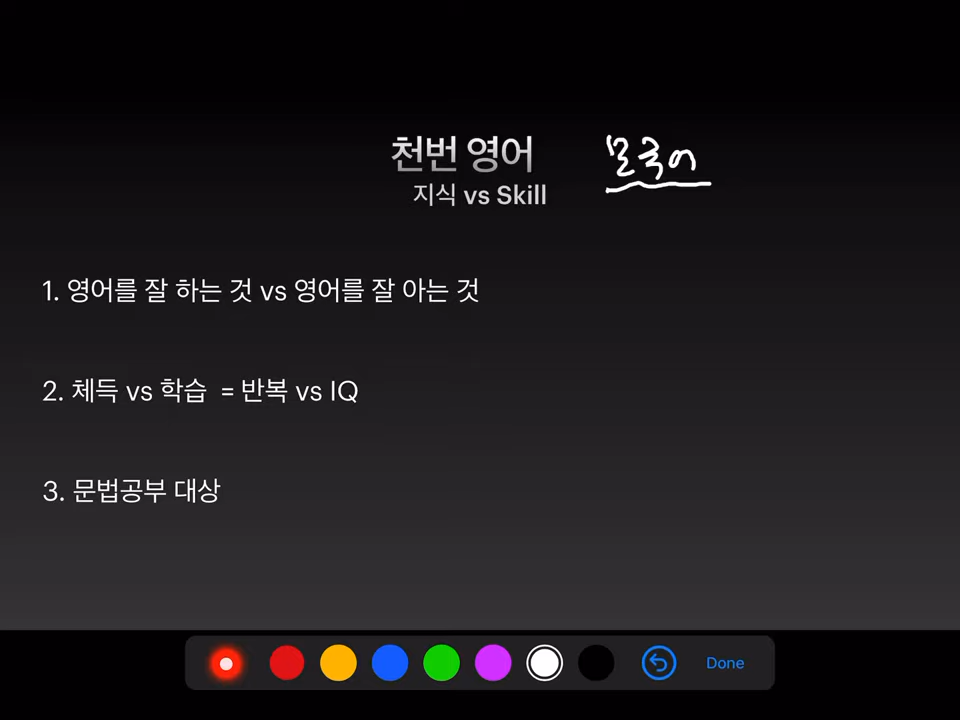 천번 영어
모국어
지식 vs Skill
1. 영어를 잘 하는 것 vs 영어를 잘 아는 것
2. 체득 vs 학습 = 반복 vs IQ
3. 문법공부 대상
Done